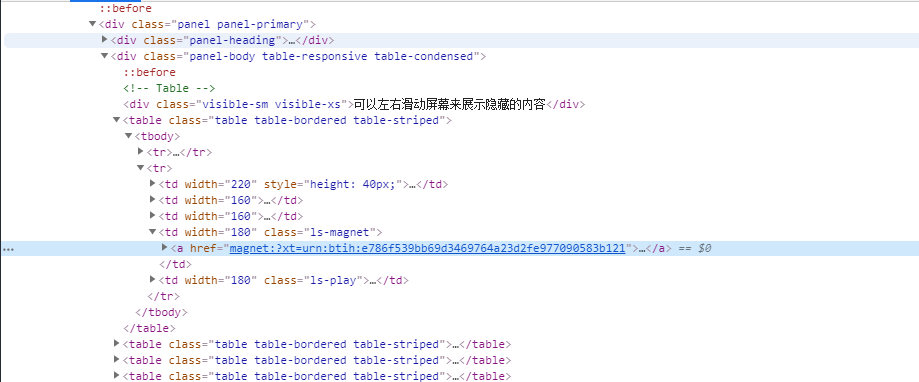 ::before
▼<div class="panel panel-primary">
▶<div class="panel-heading">…</div>
▼<div class="panel-body table-responsive table-condensed">
::before
<!-- Table -->
<div class="visible-sm visible-xs">可以左右滑动屏幕来展示隐藏的内容</div>
▼<table class="table table-bordered table-striped">
▼<tbody>
▶<tr>…</tr>
▼<tr>
▶<td width="220" style="height: 40px;">…</td>
▶<td width="160">…</td>
▶<td width="160">…</td>
▼<td width="180" class="ls-magnet">
… ▶<a href="magnet:?xt=urn:btih:e786f539bb69d3469764a23d2fe977090583b121">…</a> == $0
</td>
▶<td width="180" class="ls-play">…</td>
</tr>
</tbody>
</table>
▶<table class="table table-bordered table-striped">…</table>
▶<table class="table table-bordered table-striped">…</table>
▶<table class="table table-bordered table-striped">…</table>